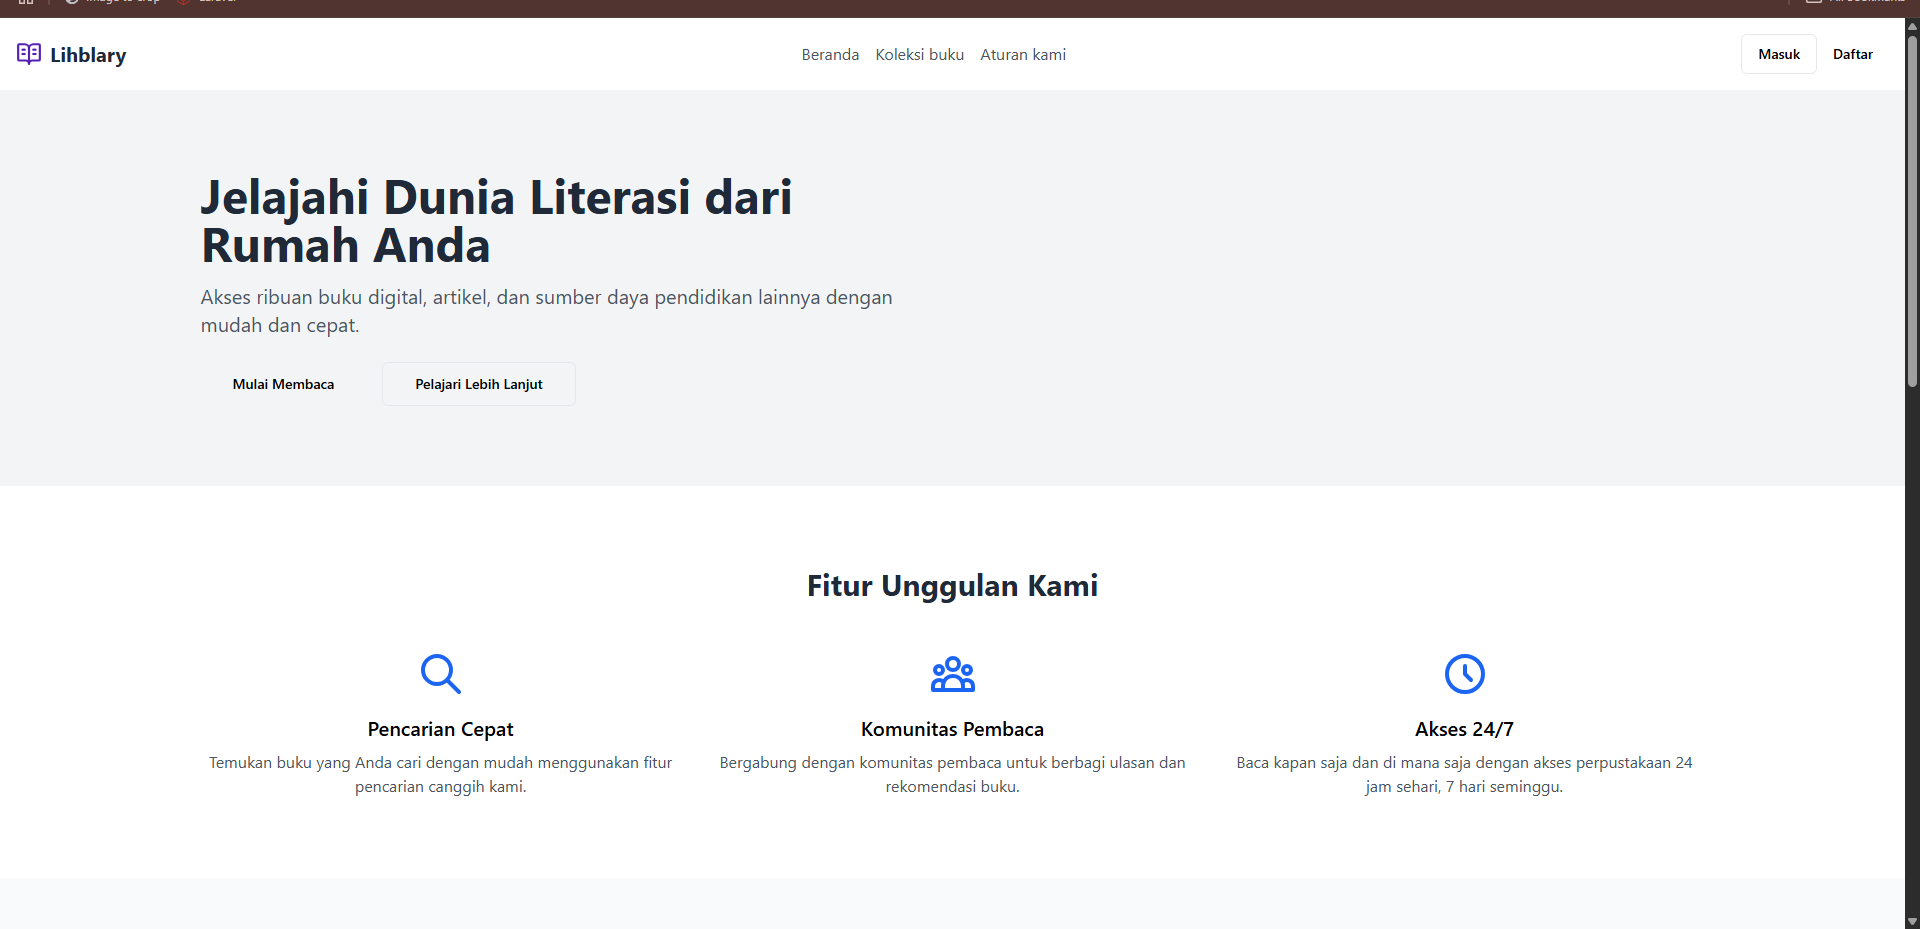 Lihblary
Beranda Koleksi buku Aturan kami
Masuk Daftar
Jelajahi Dunia Literasi dari
Rumah Anda
Akses ribuan buku digital, artikel, dan sumber daya pendidikan lainnya dengan
mudah dan cepat.
Mulai Membaca Pelajari Lebih Lanjut
Fitur Unggulan Kami
Pencarian Cepat
Temukan buku yang Anda cari dengan mudah menggunakan fitur
pencarian canggih kami.
Komunitas Pembaca
Bergabung dengan komunitas pembaca untuk berbagi ulasan dan
rekomendasi buku.
Akses 24/7
Baca kapan saja dan di mana saja dengan akses perpustakaan 24
jam sehari, 7 hari seminggu.